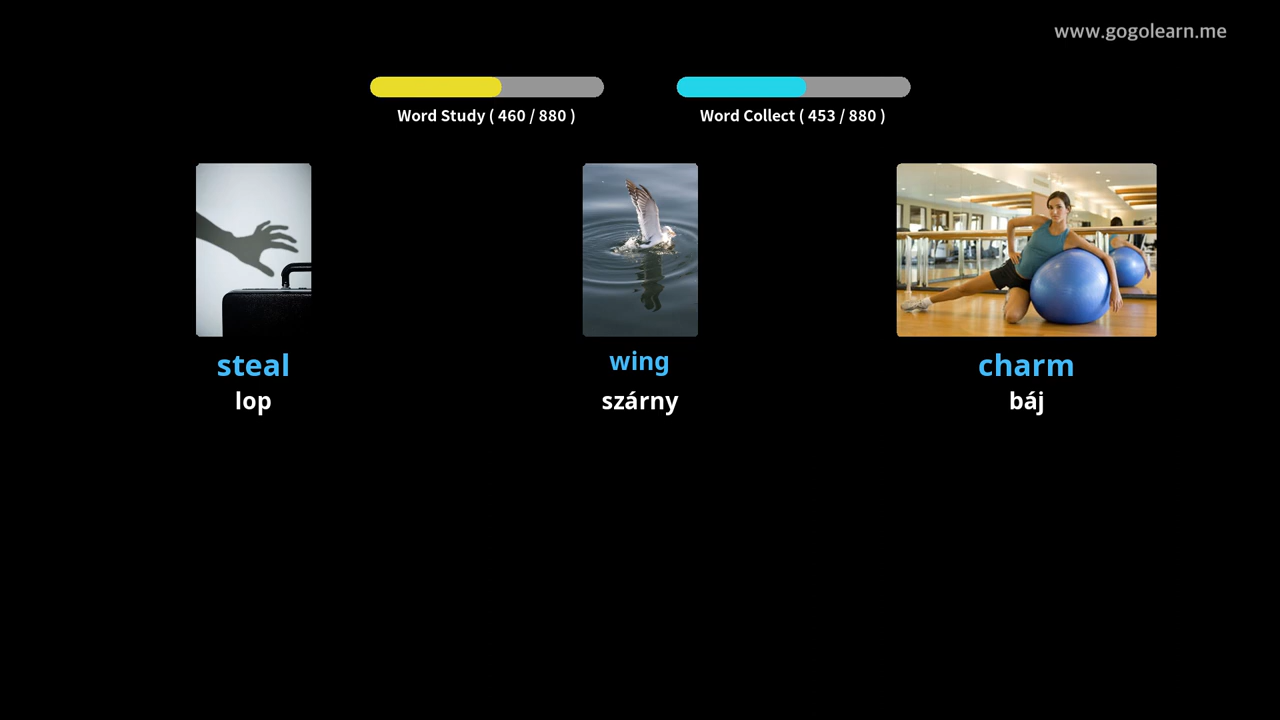 www.gogolearn.me
Word Study ( 460 / 880 )
Word Collect ( 453 / 880 )
steal
lop
wing
szárny
charm
báj